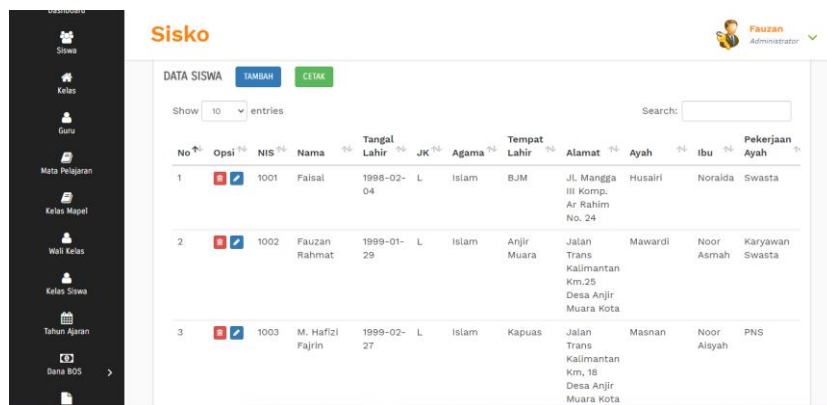 Dashboard
Siswa
Kelas
Guru
Mata Pelajaran
Kelas Mapel
Wali Kelas
Kelas Siswa
Tahun Ajaran
Dana BOS
Sisko
Fauzan
Administrator
DATA SISWA TAMBAH CETAK
Show 10 entries Search:
Tangal Tempat Pekerjaan
No Opsi NIS Nama Lahir JK Agama Lahir Alamat Ayah Ibu Ayah
1 1001 Faisal 1998-02- L Islam BJM Jl. Mangga Husairi Noraida Swasta
04 III Komp.
Ar Rahim
No. 24
2 1002 Fauzan 1999-01- L Islam Anjir Jalan Mawardi Noor Karyawan
Rahmat 29 Muara Trans Asmah Swasta
Kalimantan
Km.25
Desa Anjir
Muara Kota
3 1003 M. Hafizi 1999-02- L Islam Kapuas Jalan Masnan Noor PNS
Fajrin 27 Trans Aisyah
Kalimantan
Km, 18
Desa Anjir
Muara Kota